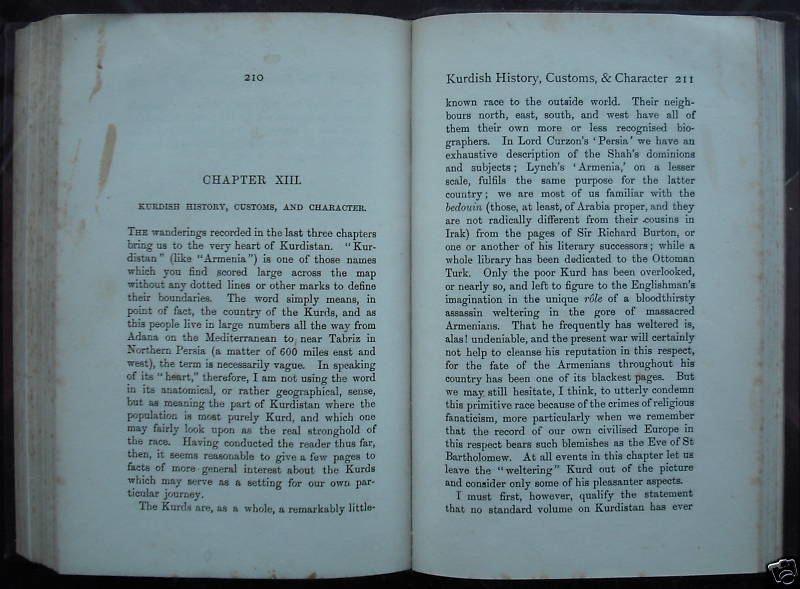 210
CHAPTER XIII.
KURDISH HISTORY, CUSTOMS, AND CHARACTER.
THE wanderings recorded in the last three chapters
bring us to the very heart of Kurdistan. "Kur-
distan" (like "Armenia") is one of those names
which you find scored large across the map
without any dotted lines or other marks to define
their boundaries. The word simply means, in
point of fact, the country of the Kurds, and as
this people live in large numbers all the way from
Adana on the Mediterranean to near Tabriz in
Northern Persia (a matter of 600 miles east and
west), the term is necessarily vague. In speaking
of its "heart," therefore, I am not using the word
in its anatomical, or rather geographical, sense,
but as meaning the part of Kurdistan where the
population is most purely Kurd, and which one
may fairly look upon as the real stronghold of
the race. Having conducted the reader thus far,
then, it seems reasonable to give a few pages to
facts of more general interest about the Kurds
which may serve as a setting for our own par-
ticular journey.
The Kurds are, as a whole, a remarkably little-
Kurdish History, Customs, & Character 211
known race to the outside world. Their neigh-
bours north, east, south, and west have all of
them their own more or less recognised bio-
graphers. In Lord Curzon's 'Persia' we have an
exhaustive description of the Shah's dominions
and subjects; Lynch's 'Armenia,' on a lesser
scale, fulfils the same purpose for the latter
country; we are most of us familiar with the
bedouin (those, at least, of Arabia proper, and they
are not radically different from their cousins in
Irak) from the pages of Sir Richard Burton, or
one or another of his literary successors; while a
whole library has been dedicated to the Ottoman
Turk. Only the poor Kurd has been overlooked,
or nearly so, and left to figure to the Englishman's
imagination in the unique rôle of a bloodthirsty
assassin weltering in the gore of massacred
Armenians. That he frequently has weltered is,
alas! undeniable, and the present war will certainly
not help to cleanse his reputation in this respect,
for the fate of the Armenians throughout his
country has been one of its blackest pages. But
we may still hesitate, I think, to utterly condemn
this primitive race because of the crimes of religious
fanaticism, more particularly when we remember
that the record of our own civilised Europe in
this respect bears such blemishes as the Eve of St
Bartholomew. At all events in this chapter let us
leave the "weltering" Kurd out of the picture
and consider only some of his pleasanter aspects.
I must first, however, qualify the statement
that no standard volume on Kurdistan has ever